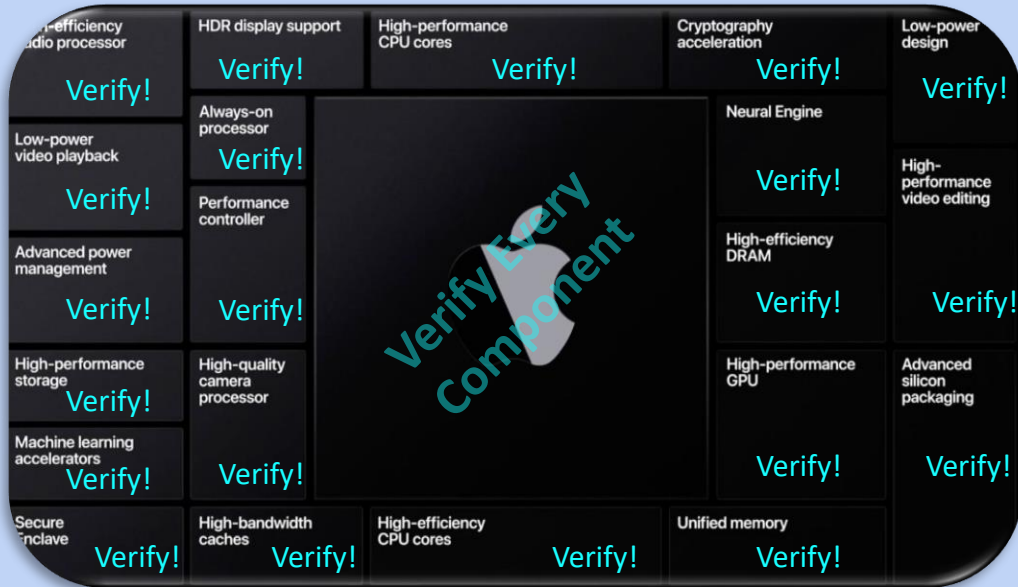 -efficiency
audio processor
Verify!
HDR display support
Verify!
High-performance
CPU cores
Verify!
Cryptography
acceleration
Verify!
Low-power
design
Verify!
Low-power
video playback
Verify!
Always-on
processor
Verify!
Neural Engine
Verify!
High-
performance
video editing
Verify!
Performance
controller
Verify!
Verify Every
Component
Advanced power
management
Verify!
High-efficiency
DRAM
Verify!
High-performance
storage
Verify!
High-quality
camera
processor
Verify!
High-performance
GPU
Verify!
Advanced
silicon
packaging
Verify!
Machine learning
accelerators
Verify!
Secure
Enclave
Verify!
High-bandwidth
caches
Verify!
High-efficiency
CPU cores
Verify!
Unified memory
Verify!